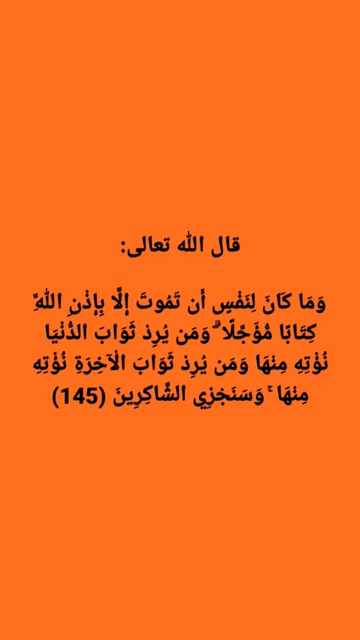 قال الله تعالى:
وَمَا كَانَ لِنَفْسٍ أَن تَمُوتَ إِلَّا بِإِذْنِ اللَّهِ
كِتَابًا مُّؤَجَّلًا ۗ وَمَن يُرِدْ ثَوَابَ الدُّنْيَا
نُؤْتِهِ مِنْهَا وَمَن يُرِدْ ثَوَابَ الْآخِرَةِ نُؤْتِهِ
مِنْهَا ۚ وَسَنَجْزِي الشَّاكِرِينَ (145)